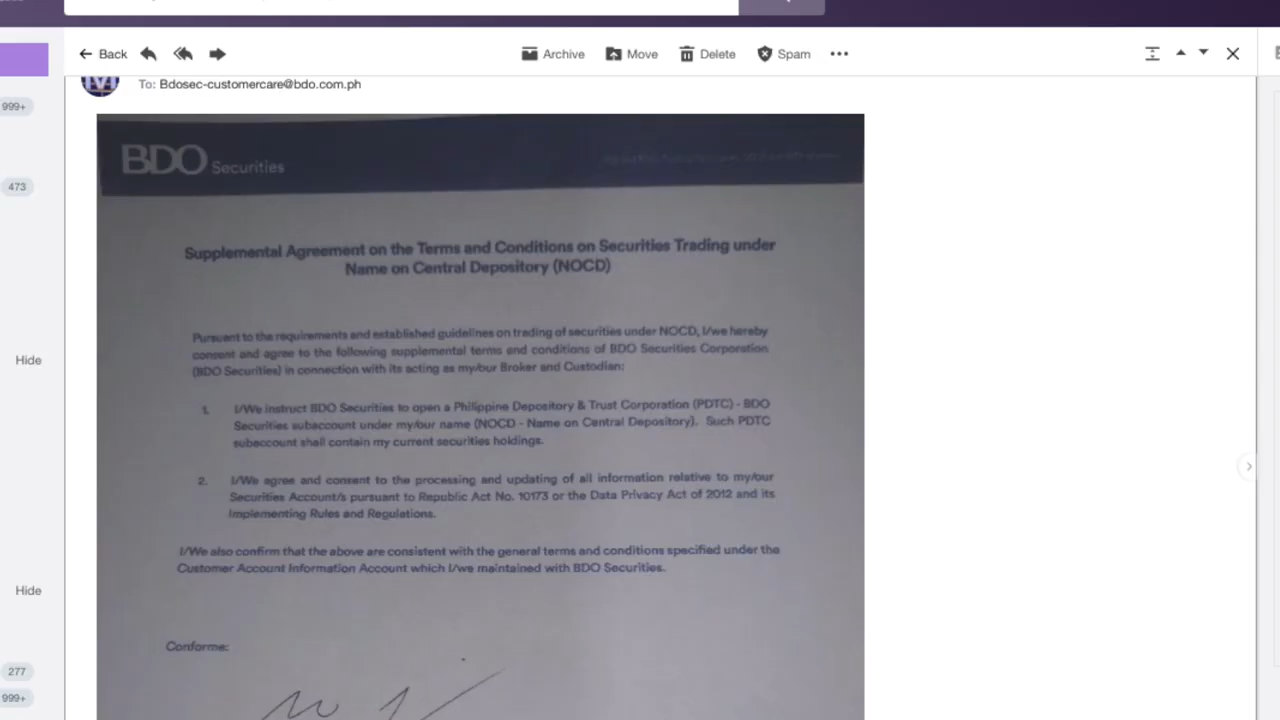 Back
Archive
Move
Delete
Spam
To: Bdosec-customercare@bdo.com.ph
999+
473
Hide
Hide
277
999+
BDO Securities
Supplemental Agreement on the Terms and Conditions on Securities Trading under
Name on Central Depository (NOCD)
Pursuant to the requirements and established guidelines on trading of securities under NOCD, I/we hereby
consent and agree to the following supplemental terms and conditions of BDO Securities Corporation
(BDO Securities) in connection with its acting as my/our Broker and Custodian:
1. I/We instruct BDO Securities to open a Philippine Depository & Trust Corporation (PDTC) - BDO
Securities subaccount under my/our name (NOCD - Name on Central Depository). Such PDTC
subaccount shall contain my current securities holdings.
2. I/We agree and consent to the processing and updating of all information relative to my/our
Securities Account/s pursuant to Republic Act No. 10173 or the Data Privacy Act of 2012 and its
Implementing Rules and Regulations.
I/We also confirm that the above are consistent with the general terms and conditions specified under the
Customer Account Information Account which I/we maintained with BDO Securities.
Conforme: